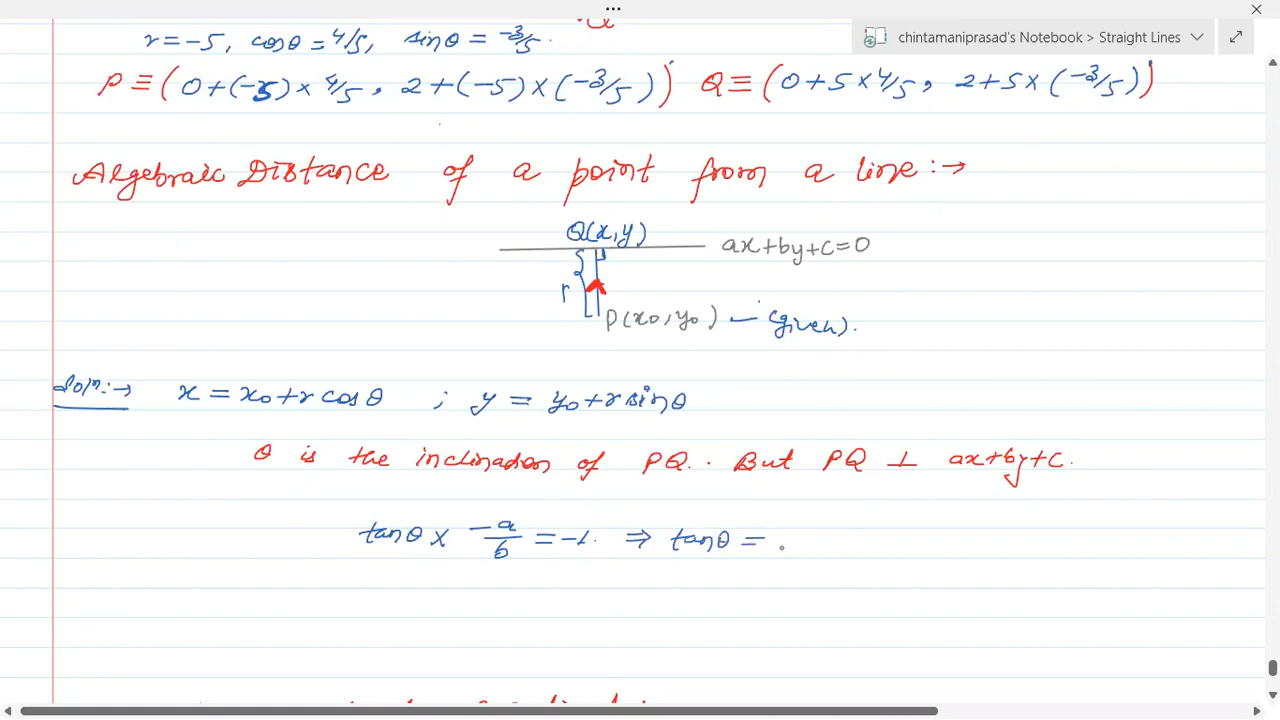 r=-5, cosθ=4/5, sinθ=-3/5.
chintamaniprasad's Notebook > Straight Lines
P≡(0+(-5)×4/5, 2+(-5)×(-3/5)) Q≡(0+5×4/5, 2+5×(-3/5))
Algebraic Distance of a point from a line:→
Q(x,y)
ax+by+c=0
r
P(x₀,y₀) — (given).
Soln:→ x=x₀+rcosθ ; y=y₀+rsinθ
θ is the inclination of PQ. But PQ ⊥ ax+by+c.
tanθ × -a/b =-1. ⇒ tanθ =